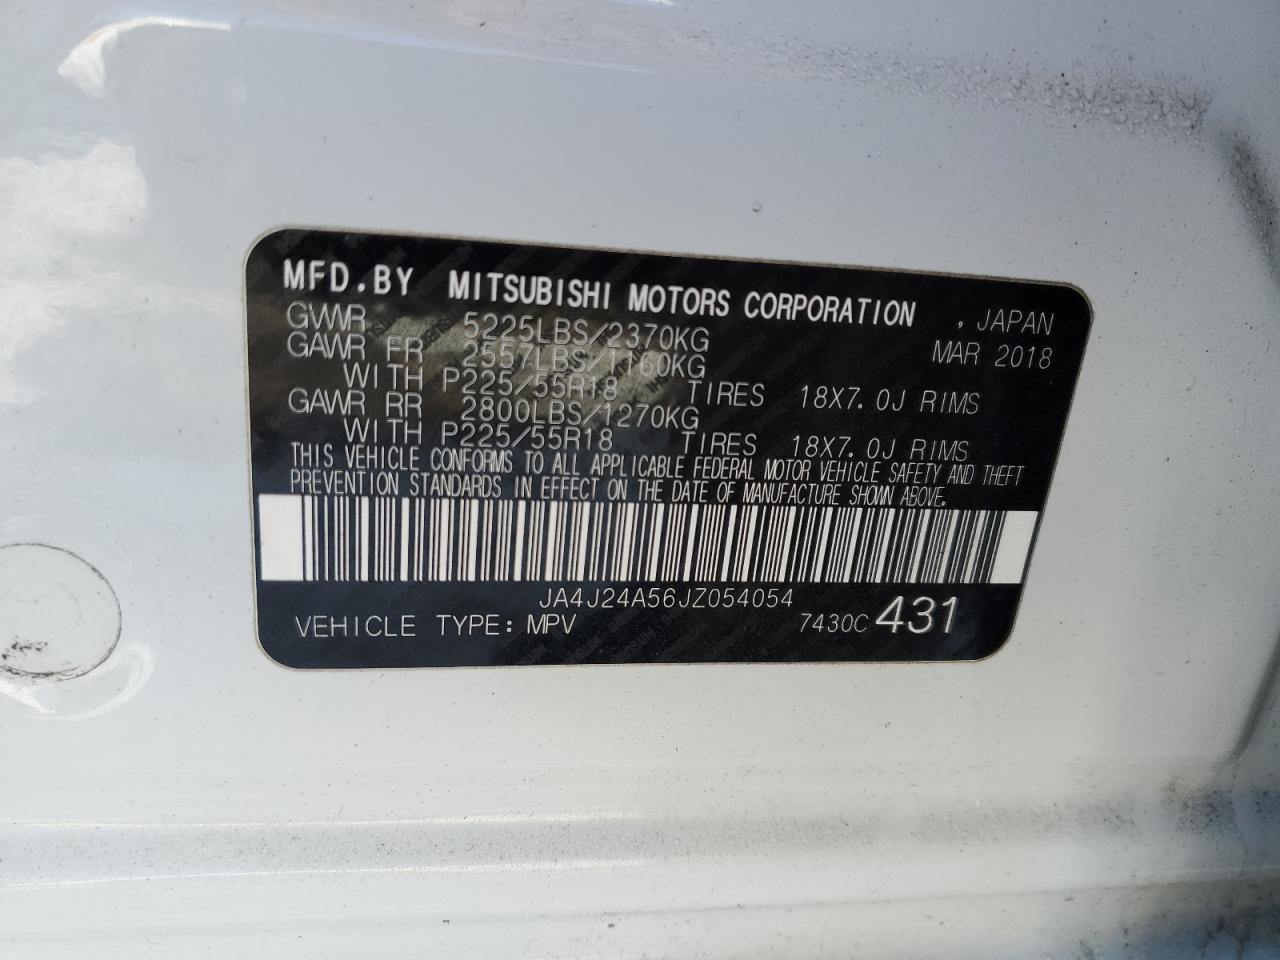 MFD.BY MITSUBISHI MOTORS CORPORATION , JAPAN
GVWR 5225LBS/2370KG MAR 2018
GAWR FR 2557LBS/1160KG
WITH P225/55R18 TIRES 18X7.0J RIMS
GAWR RR 2800LBS/1270KG
WITH P225/55R18 TIRES 18X7.0J RIMS
THIS VEHICLE CONFORMS TO ALL APPLICABLE FEDERAL MOTOR VEHICLE SAFETY AND THEFT
PREVENTION STANDARDS IN EFFECT ON THE DATE OF MANUFACTURE SHOWN ABOVE.
JA4J24A56JZ054054
VEHICLE TYPE: MPV 7430C 431